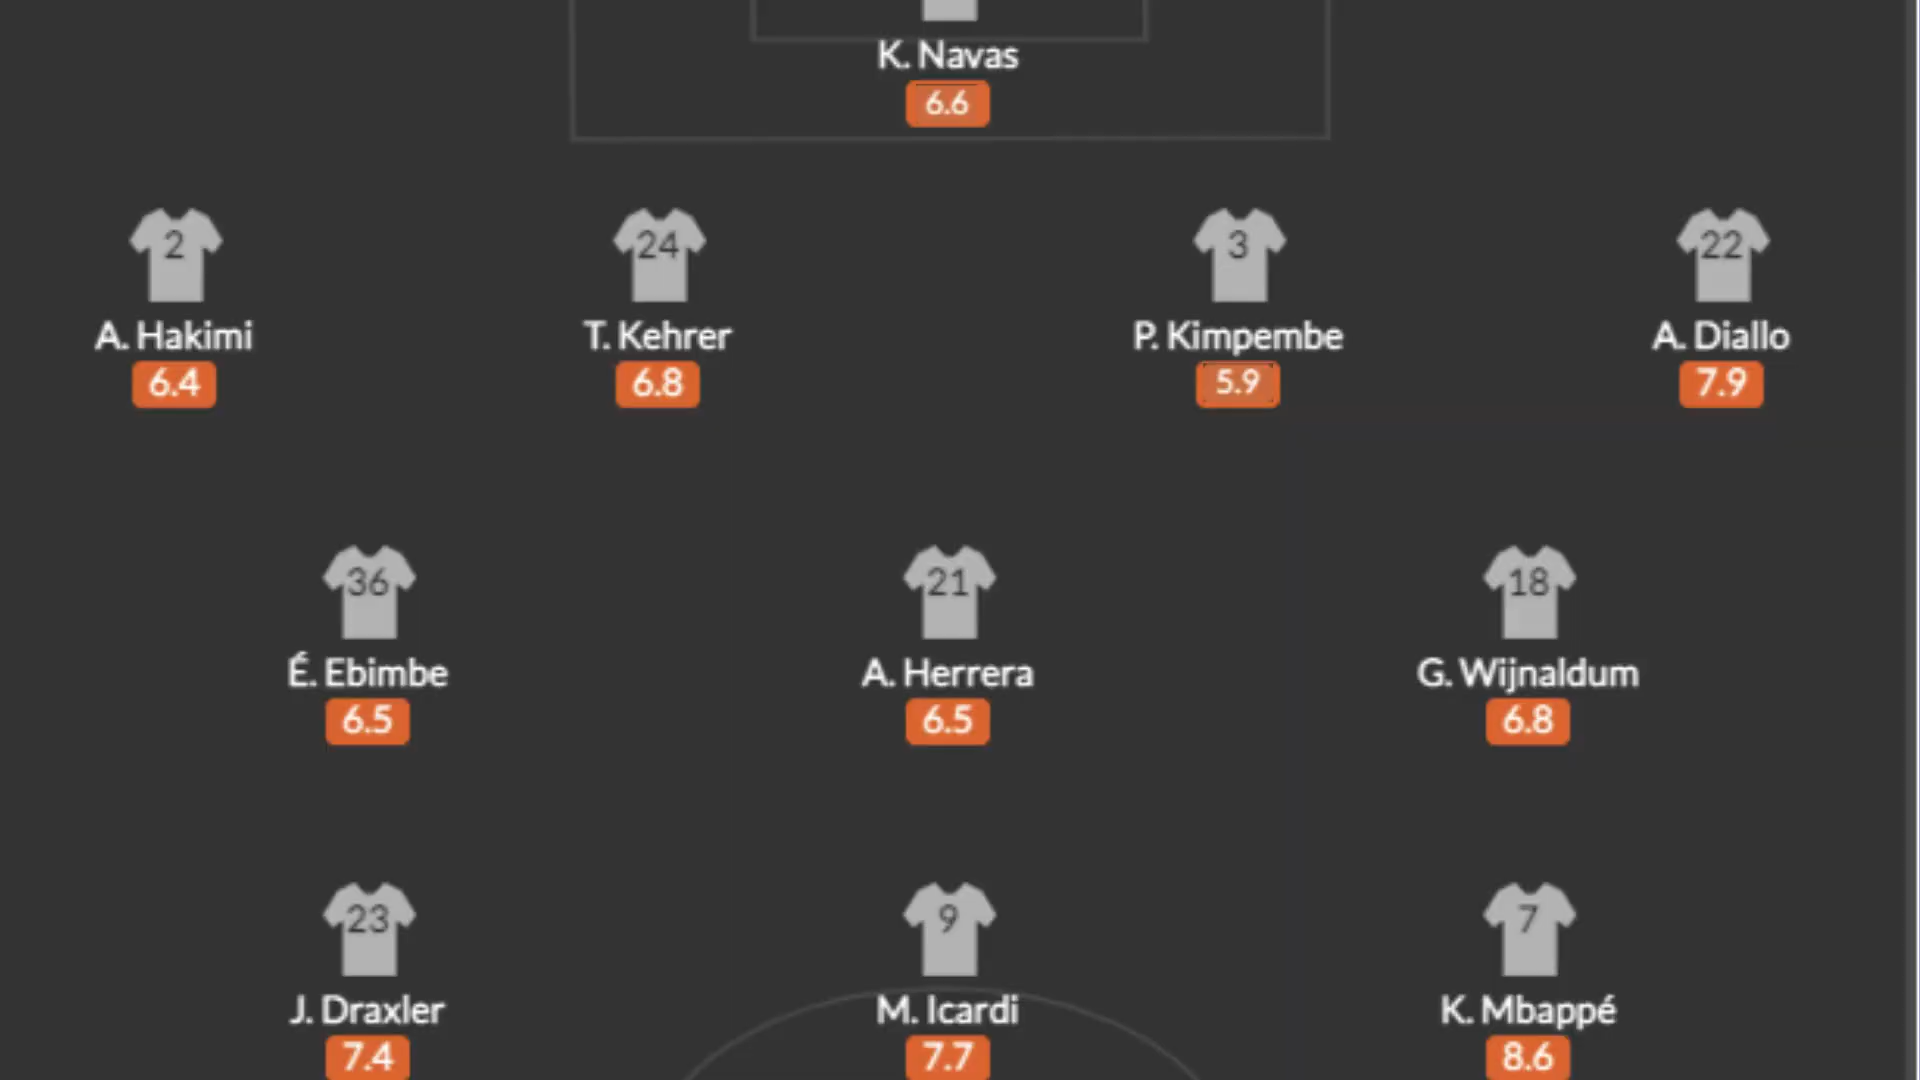 K. Navas
6.6
2 24 3 22
A. Hakimi T. Kehrer P. Kimpembe A. Diallo
6.4 6.8 5.9 7.9
36 21 18
É. Ebimbe A. Herrera G. Wijnaldum
6.5 6.5 6.8
23 9 7
J. Draxler M. Icardi K. Mbappé
7.4 7.7 8.6